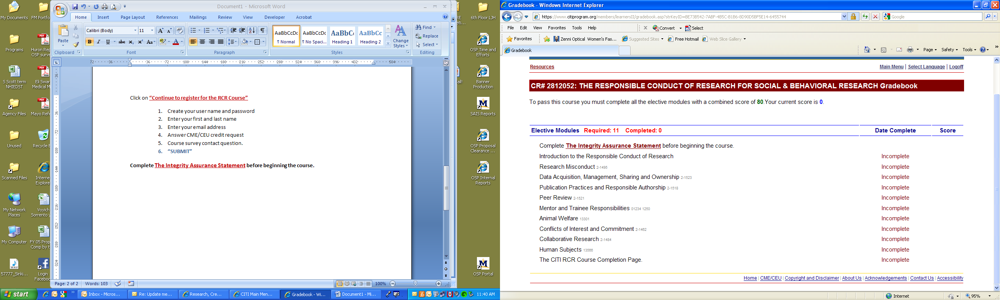 My Documents
FM Portfo
Programs
Huron Rep
OSP surve
S Scott term
NHIEDST
Eli Swar
Medical M
Agency Files
Mayo Refe
Unused
Recycle B
Scanned Files
Interne
Explore
My Network
Places
Voyich
Sorrento y
My Computer
FY 05 Prop
Comp by t
57777_Sinki...
Login
Faceboo
Document1 - Microsoft Word
Home Insert Page Layout References Mailings Review View Developer Acrobat
Paste
Clipboard
Calibri (Body) 11
Font
Paragraph
AaBbCcDc AaBbCcDc AaBbCc AaBbCc
¶ Normal ¶ No Spaci... Heading 1 Heading 2
Change
Styles
Styles
Find
Replace
Select
Editing
72 36 36 72 108 144 180 216 252 288 324 360 396 432 504
Click on “Continue to register for the RCR Course”
1. Create your user name and password
2. Enter your first and last name
3. Enter your email address
4. Answer CME/CEU credit request
5. Course survey contact question.
6. “SUBMIT”
Complete The Integrity Assurance Statement before beginning the course.
Page: 2 of 2 Words: 103 100%
6th Floor LJH
OSP Time and
Efforts
Banner
Production
SAIS Reports
OSP Proposal
Clearance ...
OSP Internal
Reports
OSP Portal
start
Inbox - Micros...
Re: Update me...
Research, Cre...
CITI Main Men...
Gradebook - Wi...
Document1 - Mi...
11:40 AM
Gradebook - Windows Internet Explorer
https://www.citiprogram.org/members/learnersII/gradebook.asp?strKeyID=BE73B542-7ABF-4B5C-B1B6-8D90D5BF5E14-6455744
Google
File Edit View Favorites Tools Help
Convert Select
Favorites Zenni Optical Women's Fas... Suggested Sites Free Hotmail Web Slice Gallery
Gradebook
Page Safety Tools
Resources
Main Menu | Select Language | Logoff
CR# 2812052: THE RESPONSIBLE CONDUCT OF RESEARCH FOR SOCIAL & BEHAVIORAL RESEARCH Gradebook
To pass this course you must complete all the elective modules with a combined score of 80.Your current score is 0.
Elective Modules Required: 11 Completed: 0 Date Complete Score
Complete The Integrity Assurance Statement before beginning the course.
Introduction to the Responsible Conduct of Research Incomplete
Research Misconduct 2-1495 Incomplete
Data Acquisition, Management, Sharing and Ownership 2-1523 Incomplete
Publication Practices and Responsible Authorship 2-1518 Incomplete
Peer Review 2-1521 Incomplete
Mentor and Trainee Responsibilities 01234 1250 Incomplete
Animal Welfare 13301 Incomplete
Conflicts of Interest and Commitment 2-1462 Incomplete
Collaborative Research 2-1484 Incomplete
Human Subjects 13566 Incomplete
The CITI RCR Course Completion Page. Incomplete
Home | CME/CEU | Copyright and Disclaimer | About Us | Acknowledgements | Contact Us | Accessibility
Internet 95%